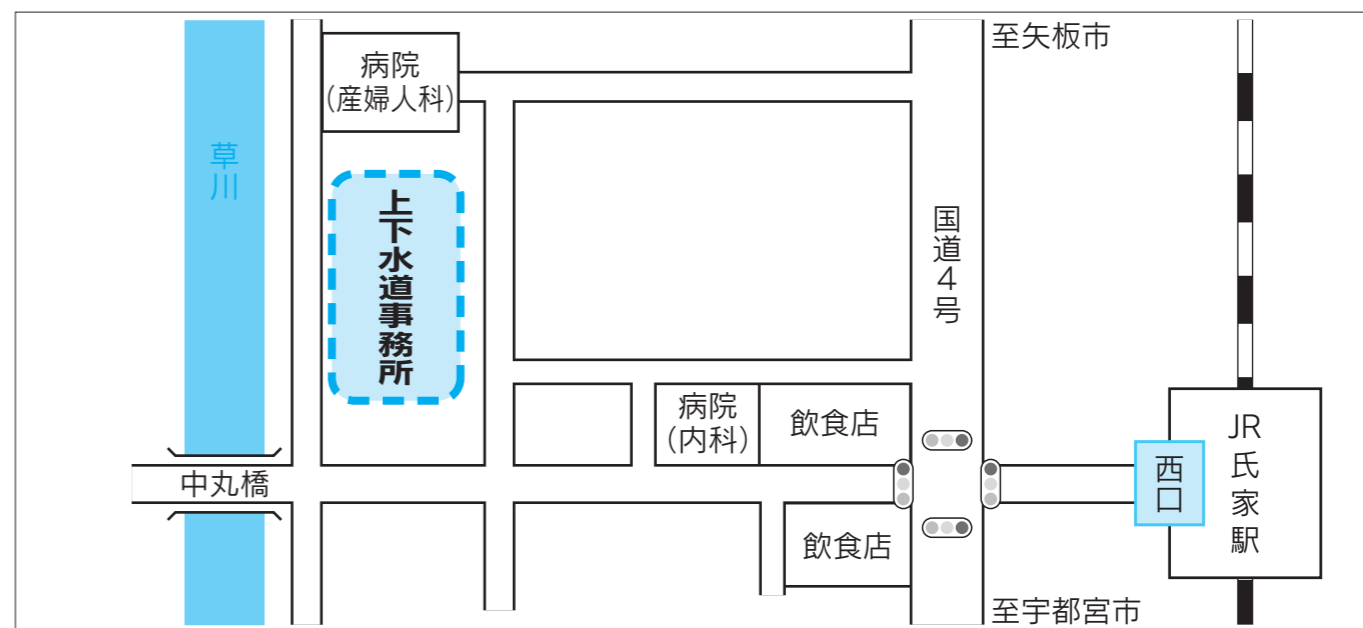 至矢板市
病院
（産婦人科）
草川
上下水道事務所
国道４号
病院
（内科）
飲食店
JR氏家駅
西口
中丸橋
飲食店
至宇都宮市